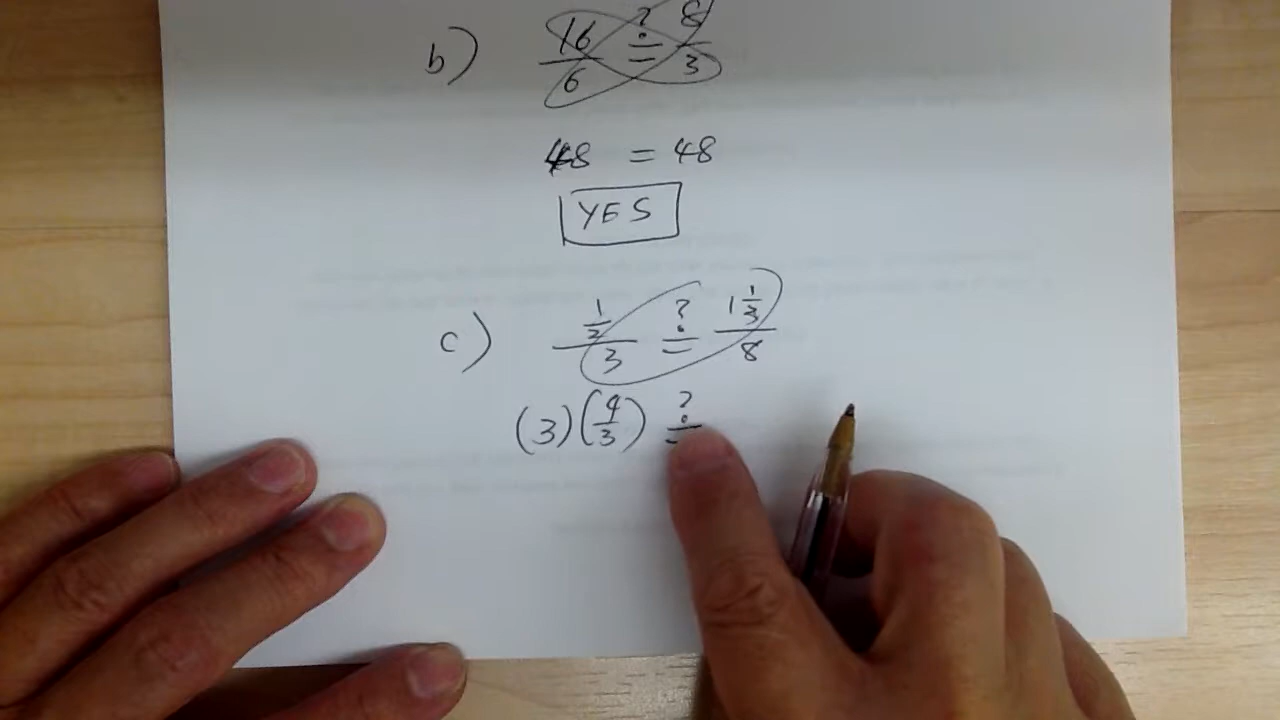 b) 16/6 ≟ 8/3
48 = 48
YES
c) (1/2)/3 ≟ (1 1/3)/8
(3)(4/3) ≟